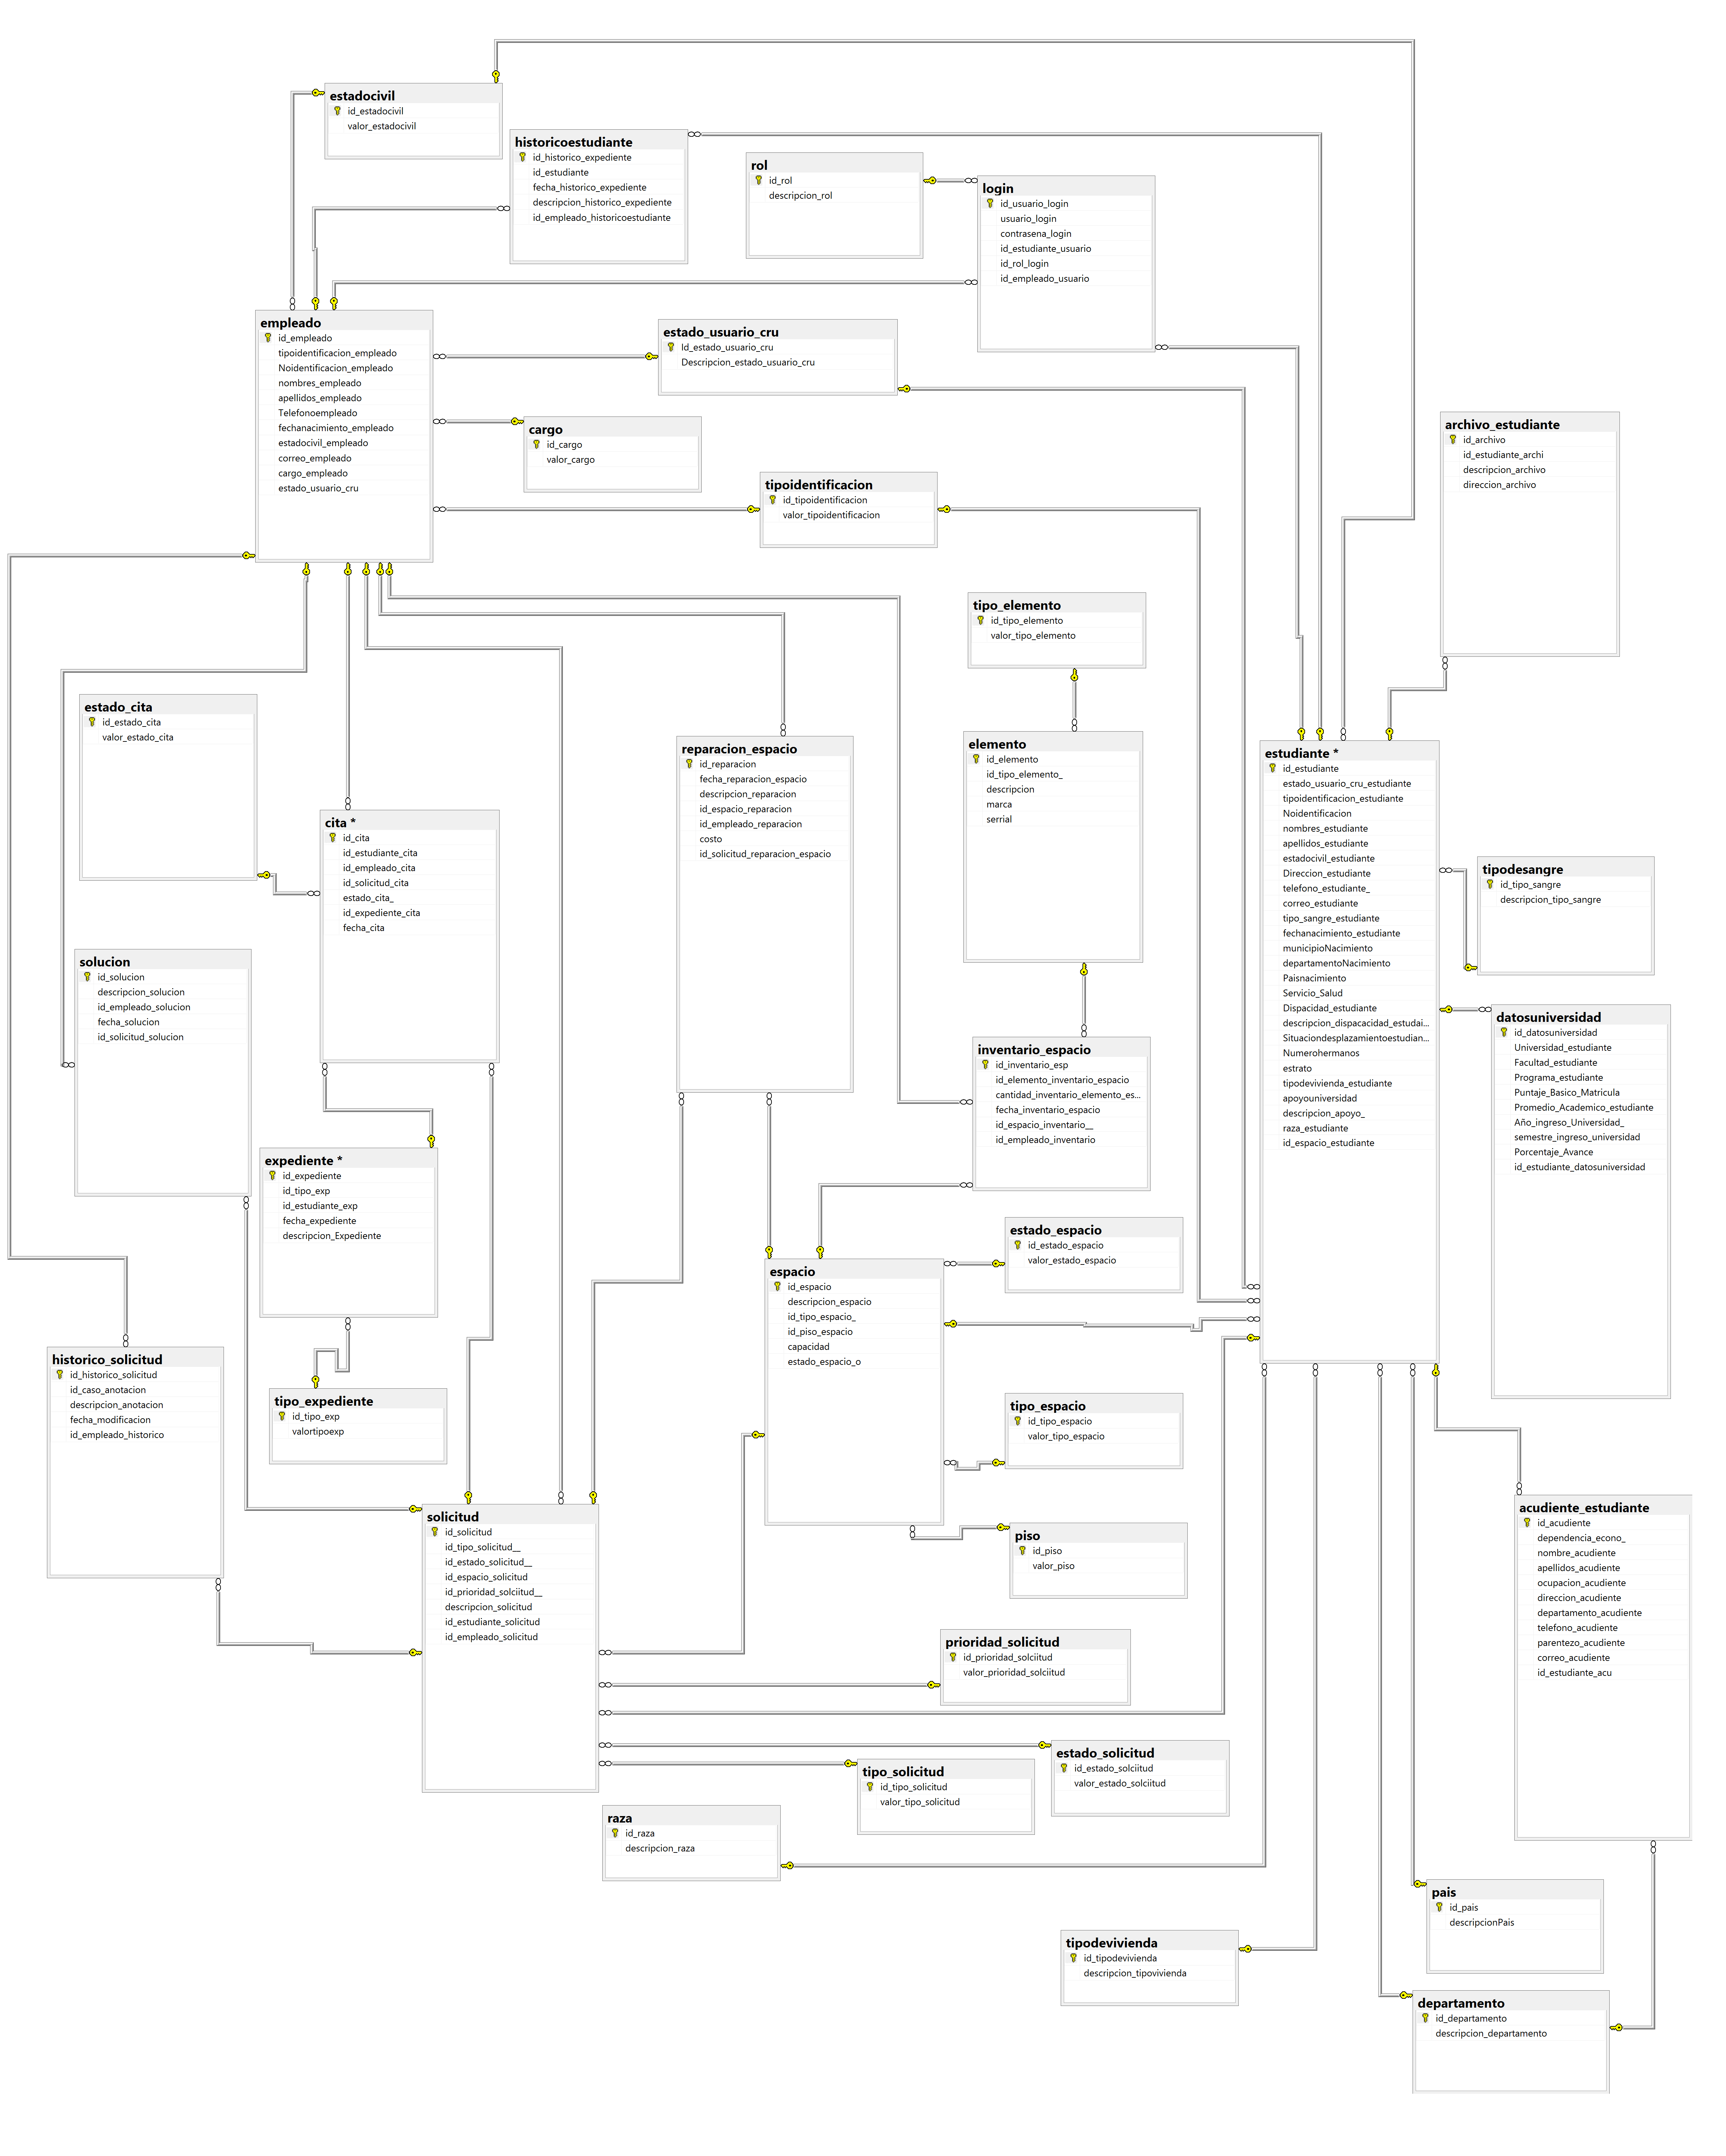 estadocivil
id_estadocivil
valor_estadocivil
historicoestudiante
id_historico_expediente
id_estudiante
fecha_historico_expediente
descripcion_historico_expediente
id_empleado_historicoestudiante
rol
id_rol
descripcion_rol
login
id_usuario_login
usuario_login
contrasena_login
id_estudiante_usuario
id_rol_login
id_empleado_usuario
empleado
id_empleado
tipoidentificacion_empleado
Noidentificacion_empleado
nombres_empleado
apellidos_empleado
Telefonoempleado
fechanacimiento_empleado
estadocivil_empleado
correo_empleado
cargo_empleado
estado_usuario_cru
estado_usuario_cru
Id_estado_usuario_cru
Descripcion_estado_usuario_cru
cargo
id_cargo
valor_cargo
tipoidentificacion
id_tipoidentificacion
valor_tipoidentificacion
archivo_estudiante
id_archivo
id_estudiante_archi
descripcion_archivo
direccion_archivo
tipo_elemento
id_tipo_elemento
valor_tipo_elemento
estado_cita
id_estado_cita
valor_estado_cita
reparacion_espacio
id_reparacion
fecha_reparacion_espacio
descripcion_reparacion
id_espacio_reparacion
id_empleado_reparacion
costo
id_solicitud_reparacion_espacio
elemento
id_elemento
id_tipo_elemento_
descripcion
marca
serrial
estudiante *
id_estudiante
estado_usuario_cru_estudiante
tipoidentificacion_estudiante
Noidentificacion
nombres_estudiante
apellidos_estudiante
estadocivil_estudiante
Direccion_estudiante
telefono_estudiante_
correo_estudiante
tipo_sangre_estudiante
fechanacimiento_estudiante
municipioNacimiento
departamentoNacimiento
Paisnacimiento
Servicio_Salud
Dispacidad_estudiante
descripcion_dispacacidad_estudai...
Situaciondesplazamientoestudian...
Numerohermanos
estrato
tipodevivienda_estudiante
apoyouniversidad
descripcion_apoyo_
raza_estudiante
id_espacio_estudiante
cita *
id_cita
id_estudiante_cita
id_empleado_cita
id_solicitud_cita
estado_cita_
id_expediente_cita
fecha_cita
tipodesangre
id_tipo_sangre
descripcion_tipo_sangre
solucion
id_solucion
descripcion_solucion
id_empleado_solucion
fecha_solucion
id_solicitud_solucion
datosuniversidad
id_datosuniversidad
Universidad_estudiante
Facultad_estudiante
Programa_estudiante
Puntaje_Basico_Matricula
Promedio_Academico_estudiante
Año_ingreso_Universidad_
semestre_ingreso_universidad
Porcentaje_Avance
id_estudiante_datosuniversidad
inventario_espacio
id_inventario_esp
id_elemento_inventario_espacio
cantidad_inventario_elemento_es...
fecha_inventario_espacio
id_espacio_inventario__
id_empleado_inventario
expediente *
id_expediente
id_tipo_exp
id_estudiante_exp
fecha_expediente
descripcion_Expediente
estado_espacio
id_estado_espacio
valor_estado_espacio
espacio
id_espacio
descripcion_espacio
id_tipo_espacio_
id_piso_espacio
capacidad
estado_espacio_o
historico_solicitud
id_historico_solicitud
id_caso_anotacion
descripcion_anotacion
fecha_modificacion
id_empleado_historico
tipo_expediente
id_tipo_exp
valortipoexp
tipo_espacio
id_tipo_espacio
valor_tipo_espacio
solicitud
id_solicitud
id_tipo_solicitud__
id_estado_solicitud__
id_espacio_solicitud
id_prioridad_solciitud__
descripcion_solicitud
id_estudiante_solicitud
id_empleado_solicitud
piso
id_piso
valor_piso
acudiente_estudiante
id_acudiente
dependencia_econo_
nombre_acudiente
apellidos_acudiente
ocupacion_acudiente
direccion_acudiente
departamento_acudiente
telefono_acudiente
parentezo_acudiente
correo_acudiente
id_estudiante_acu
prioridad_solicitud
id_prioridad_solciitud
valor_prioridad_solciitud
estado_solicitud
id_estado_solciitud
valor_estado_solciitud
tipo_solicitud
id_tipo_solicitud
valor_tipo_solicitud
raza
id_raza
descripcion_raza
pais
id_pais
descripcionPais
tipodevivienda
id_tipodevivienda
descripcion_tipovivienda
departamento
id_departamento
descripcion_departamento